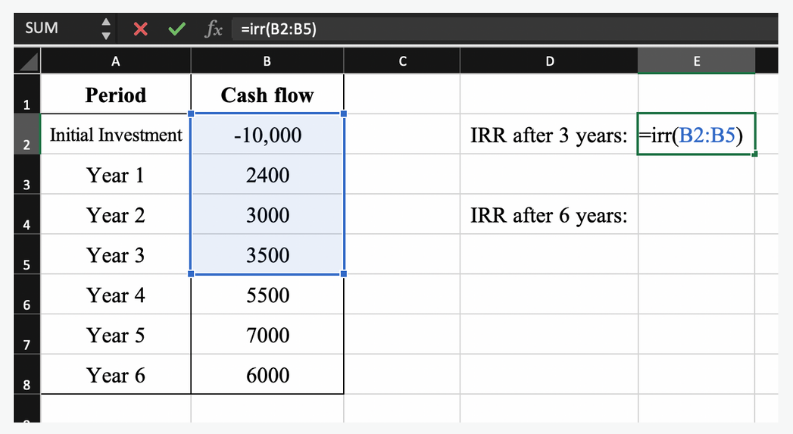 SUM fx =irr(B2:B5)
A B C D E
1 Period Cash flow
2 Initial Investment -10,000 IRR after 3 years: =irr(B2:B5)
3 Year 1 2400
4 Year 2 3000 IRR after 6 years:
5 Year 3 3500
6 Year 4 5500
7 Year 5 7000
8 Year 6 6000